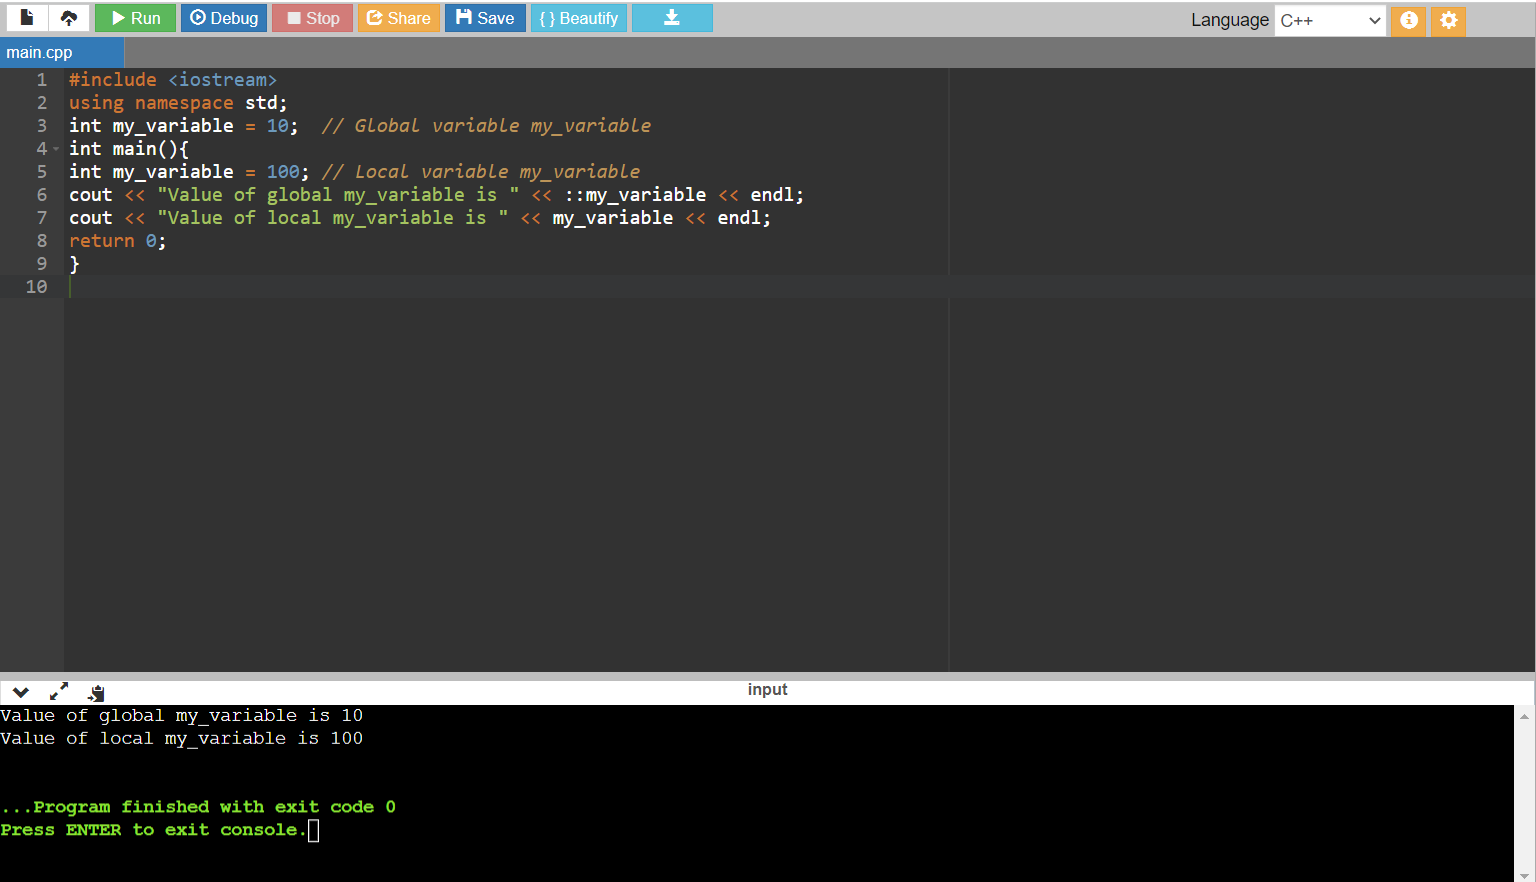 Run Debug Stop Share Save { } Beautify Language C++
main.cpp
1 #include <iostream>
2 using namespace std;
3 int my_variable = 10;  // Global variable my_variable
4 int main(){
5 int my_variable = 100; // Local variable my_variable
6 cout << "Value of global my_variable is " << ::my_variable << endl;
7 cout << "Value of local my_variable is " << my_variable << endl;
8 return 0;
9 }
10
input
Value of global my_variable is 10
Value of local my_variable is 100
...Program finished with exit code 0
Press ENTER to exit console.